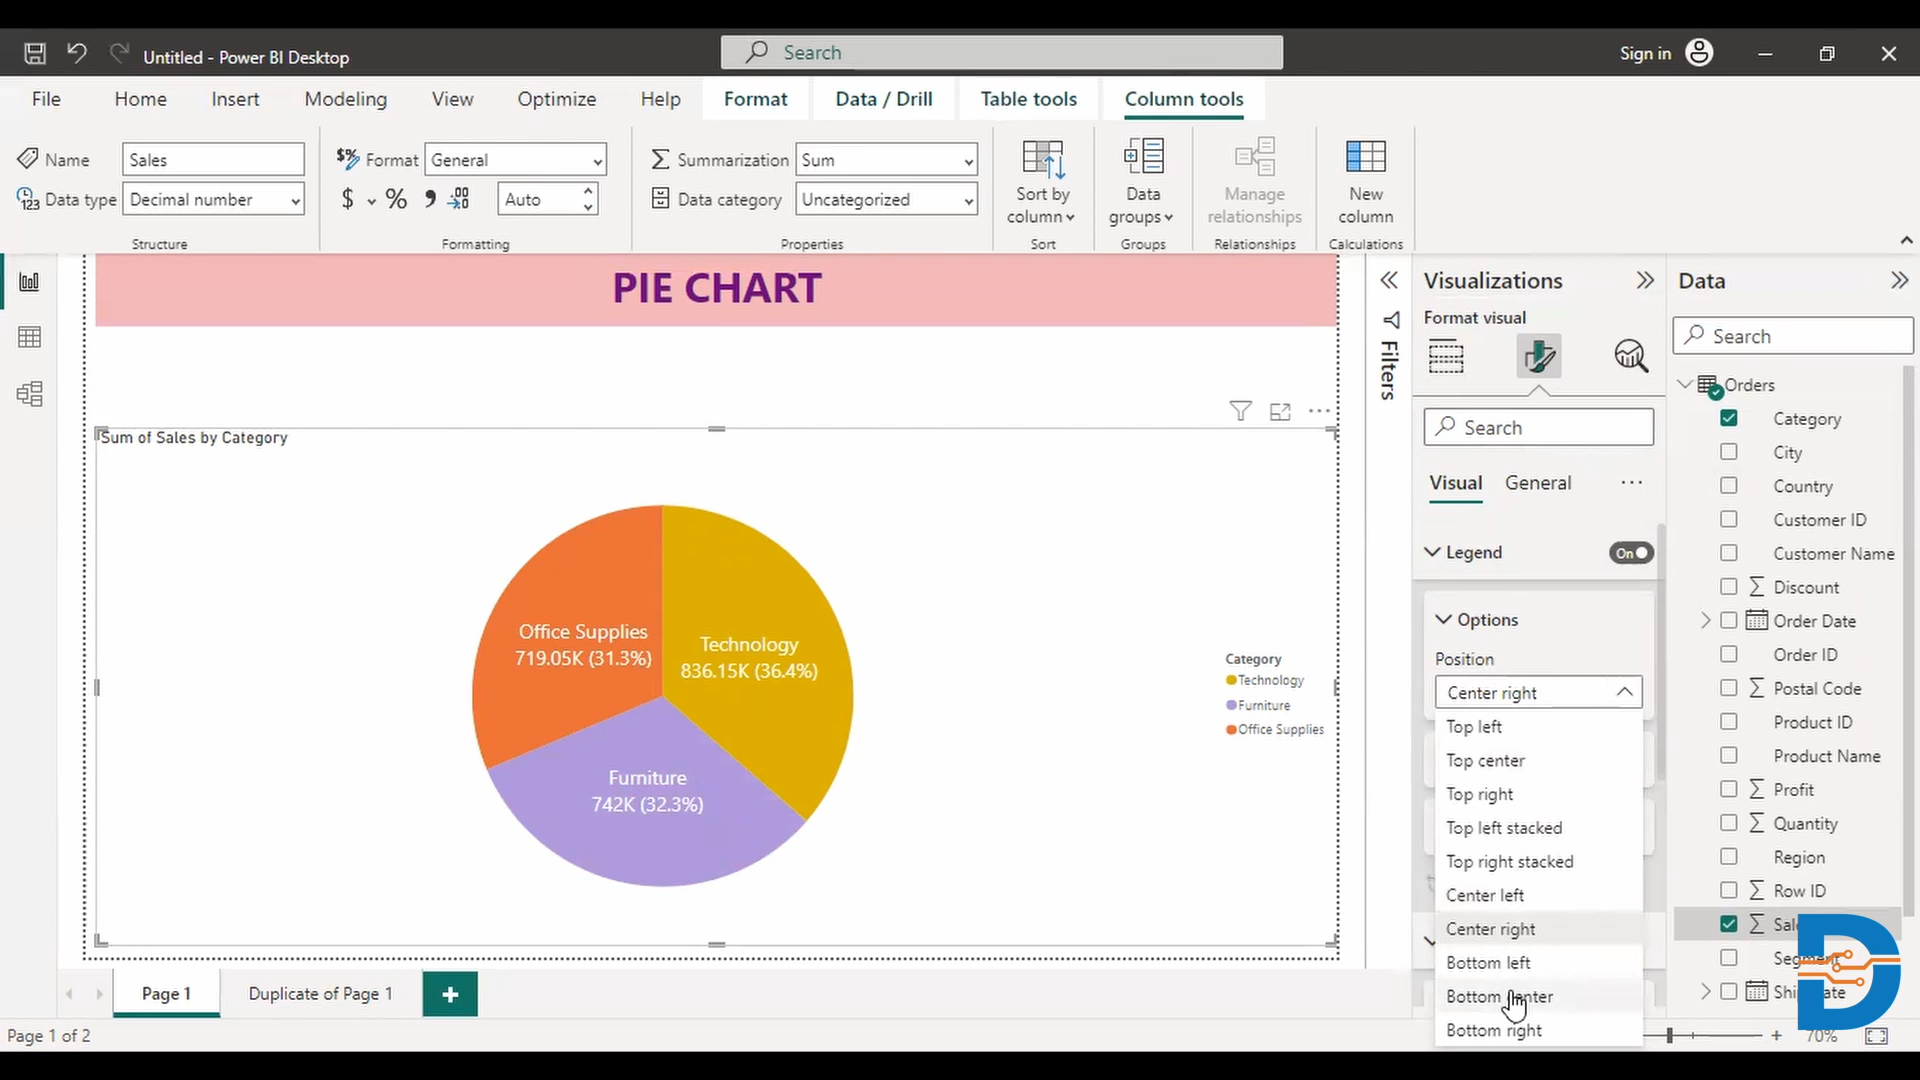 Untitled - Power BI Desktop
Search
Sign in
File
Home
Insert
Modeling
View
Optimize
Help
Format
Data / Drill
Table tools
Column tools
Name
Sales
Data type
Decimal number
Structure
Format
General
$
%
Auto
Formatting
Summarization
Sum
Data category
Uncategorized
Properties
Sort by
column
Sort
Data
groups
Groups
Manage
relationships
Relationships
New
column
Calculations
PIE CHART
Sum of Sales by Category
Office Supplies
719.05K (31.3%)
Technology
836.15K (36.4%)
Furniture
742K (32.3%)
Category
Technology
Furniture
Office Supplies
Filters
Visualizations
Format visual
Search
Visual
General
Legend
On
Options
Position
Center right
Top left
Top center
Top right
Top left stacked
Top right stacked
Center left
Center right
Bottom left
Bottom center
Bottom right
Data
Search
Orders
Category
City
Country
Customer ID
Customer Name
Discount
Order Date
Order ID
Postal Code
Product ID
Product Name
Profit
Quantity
Region
Row ID
Page 1
Duplicate of Page 1
Page 1 of 2
70%